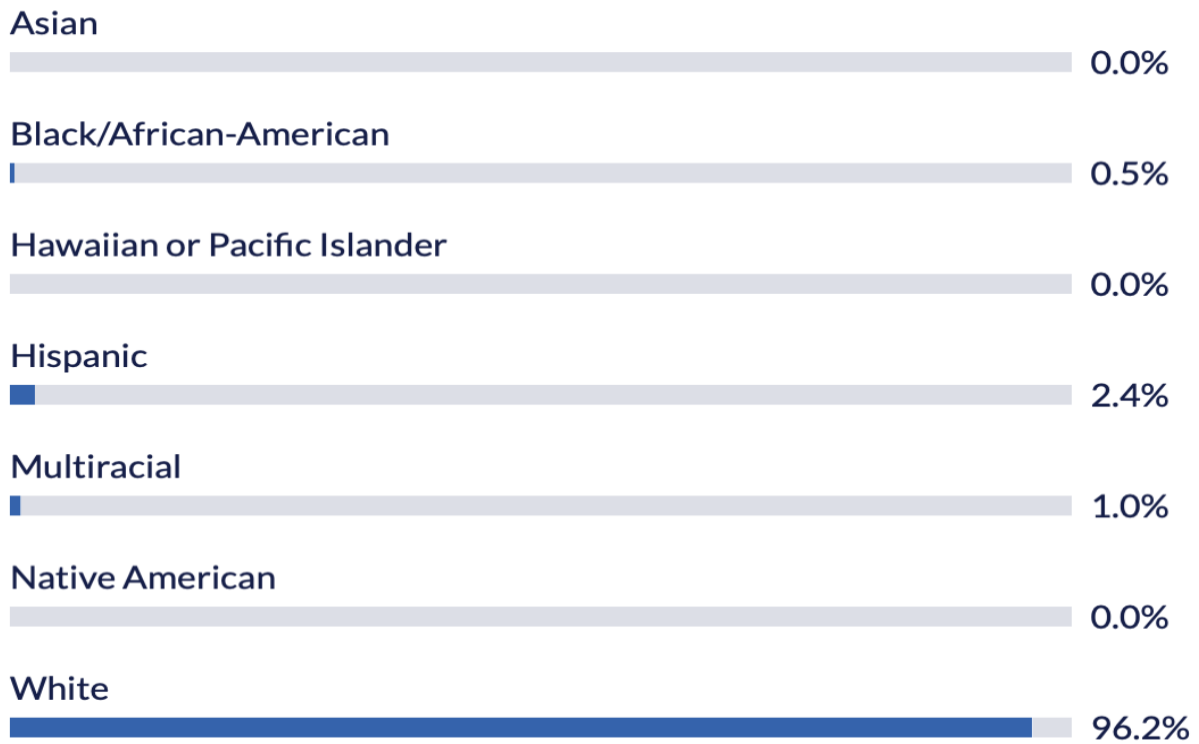 Asian
0.0%
Black/African-American
0.5%
Hawaiian or Pacific Islander
0.0%
Hispanic
2.4%
Multiracial
1.0%
Native American
0.0%
White
96.2%